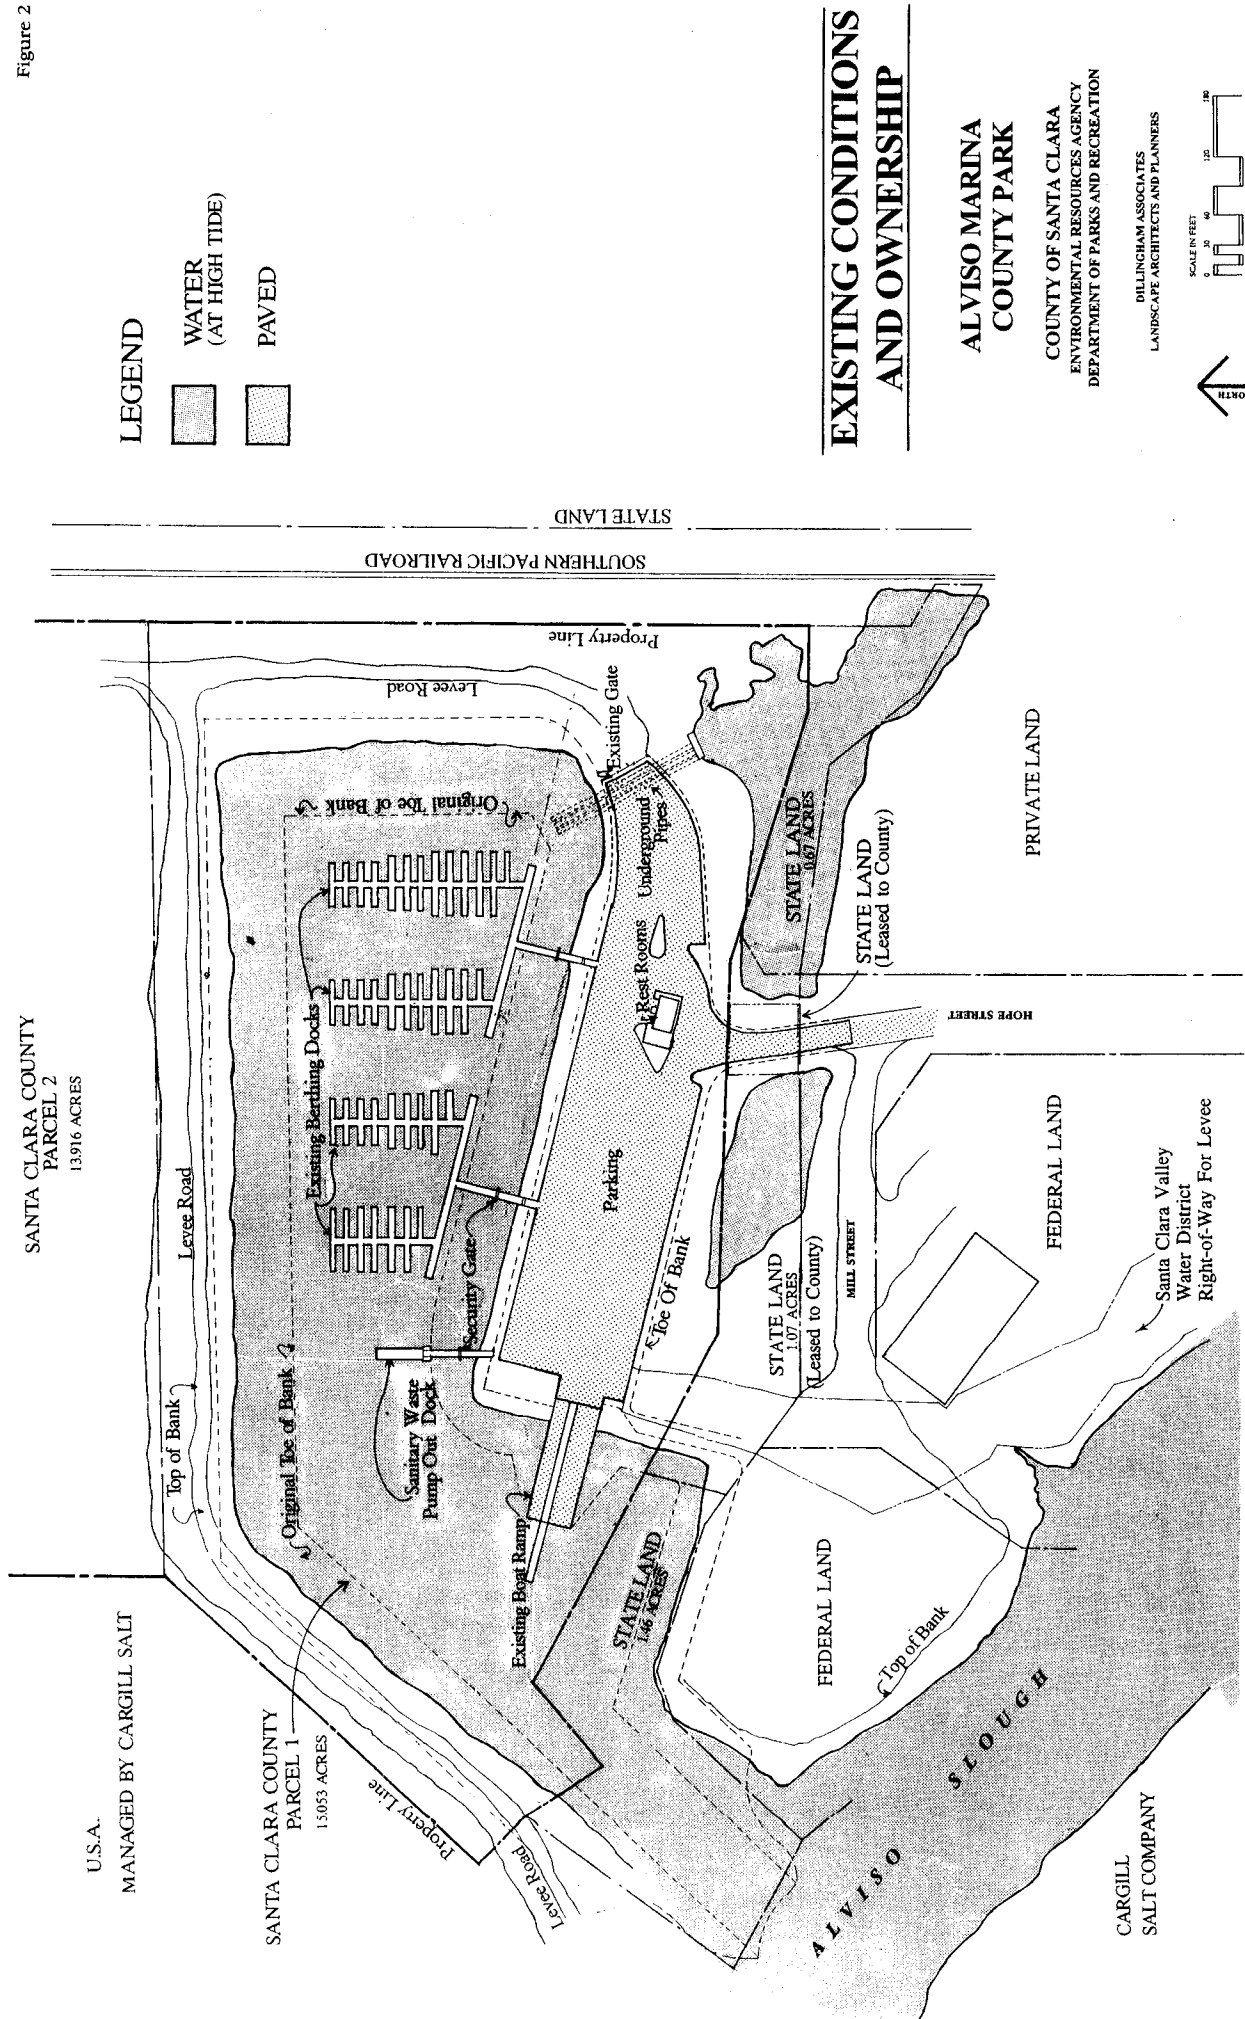 Figure 2
LEGEND
WATER
(AT HIGH TIDE)
PAVED
EXISTING CONDITIONS
AND OWNERSHIP
ALVISO MARINA
COUNTY PARK
COUNTY OF SANTA CLARA
ENVIRONMENTAL RESOURCES AGENCY
DEPARTMENT OF PARKS AND RECREATION
DILLINGHAM ASSOCIATES
LANDSCAPE ARCHITECTS AND PLANNERS
SCALE IN FEET
0 30 60 120 180
U.S.A.
MANAGED BY CARGILL SALT
SANTA CLARA COUNTY
PARCEL 2
13.916 ACRES
SANTA CLARA COUNTY
PARCEL 1
15.053 ACRES
Property Line
Levee Road
Top of Bank
Levee Road
Original Toe of Bank
Existing Berthing Docks
Original Toe of Bank
Levee Road
Property Line
SOUTHERN PACIFIC RAILROAD
STATE LAND
Sanitary Waste
Pump Out Dock
Security Gate
Existing Boat Ramp
Existing Gate
Underground
Pipes
Rest Rooms
Parking
Toe Of Bank
STATE LAND
1.46 ACRES
STATE LAND
1.07 ACRES
(Leased to County)
STATE LAND
0.67 ACRES
STATE LAND
(Leased to County)
MILL STREET
HOPE STREET
PRIVATE LAND
FEDERAL LAND
FEDERAL LAND
Top of Bank
Santa Clara Valley
Water District
Right-of-Way For Levee
ALVISO SLOUGH
CARGILL
SALT COMPANY